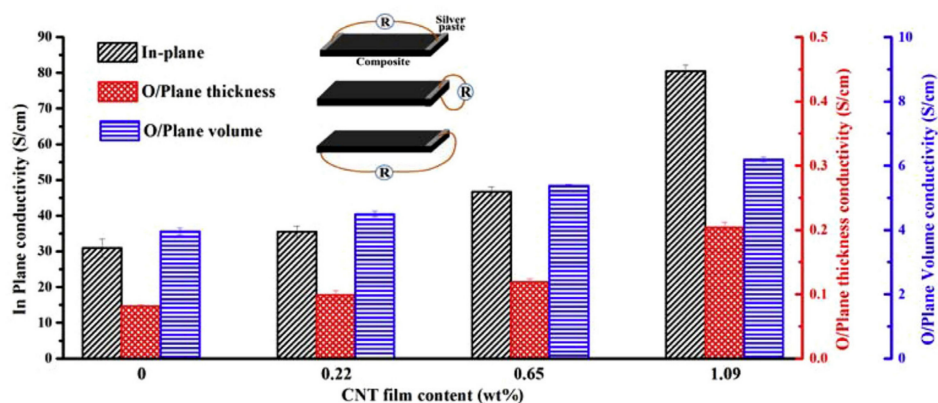 In-plane
O/Plane thickness
O/Plane volume
R
Silver
paste
Composite
R
R
In Plane conductivity (S/cm)
90
80
70
60
50
40
30
20
10
0
0.5
0.4
0.3
0.2
0.1
0.0
O/Plane thickness conductivity (S/cm)
10
8
6
4
2
0
O/Plane Volume conductivity (S/cm)
0 0.22 0.65 1.09
CNT film content (wt%)